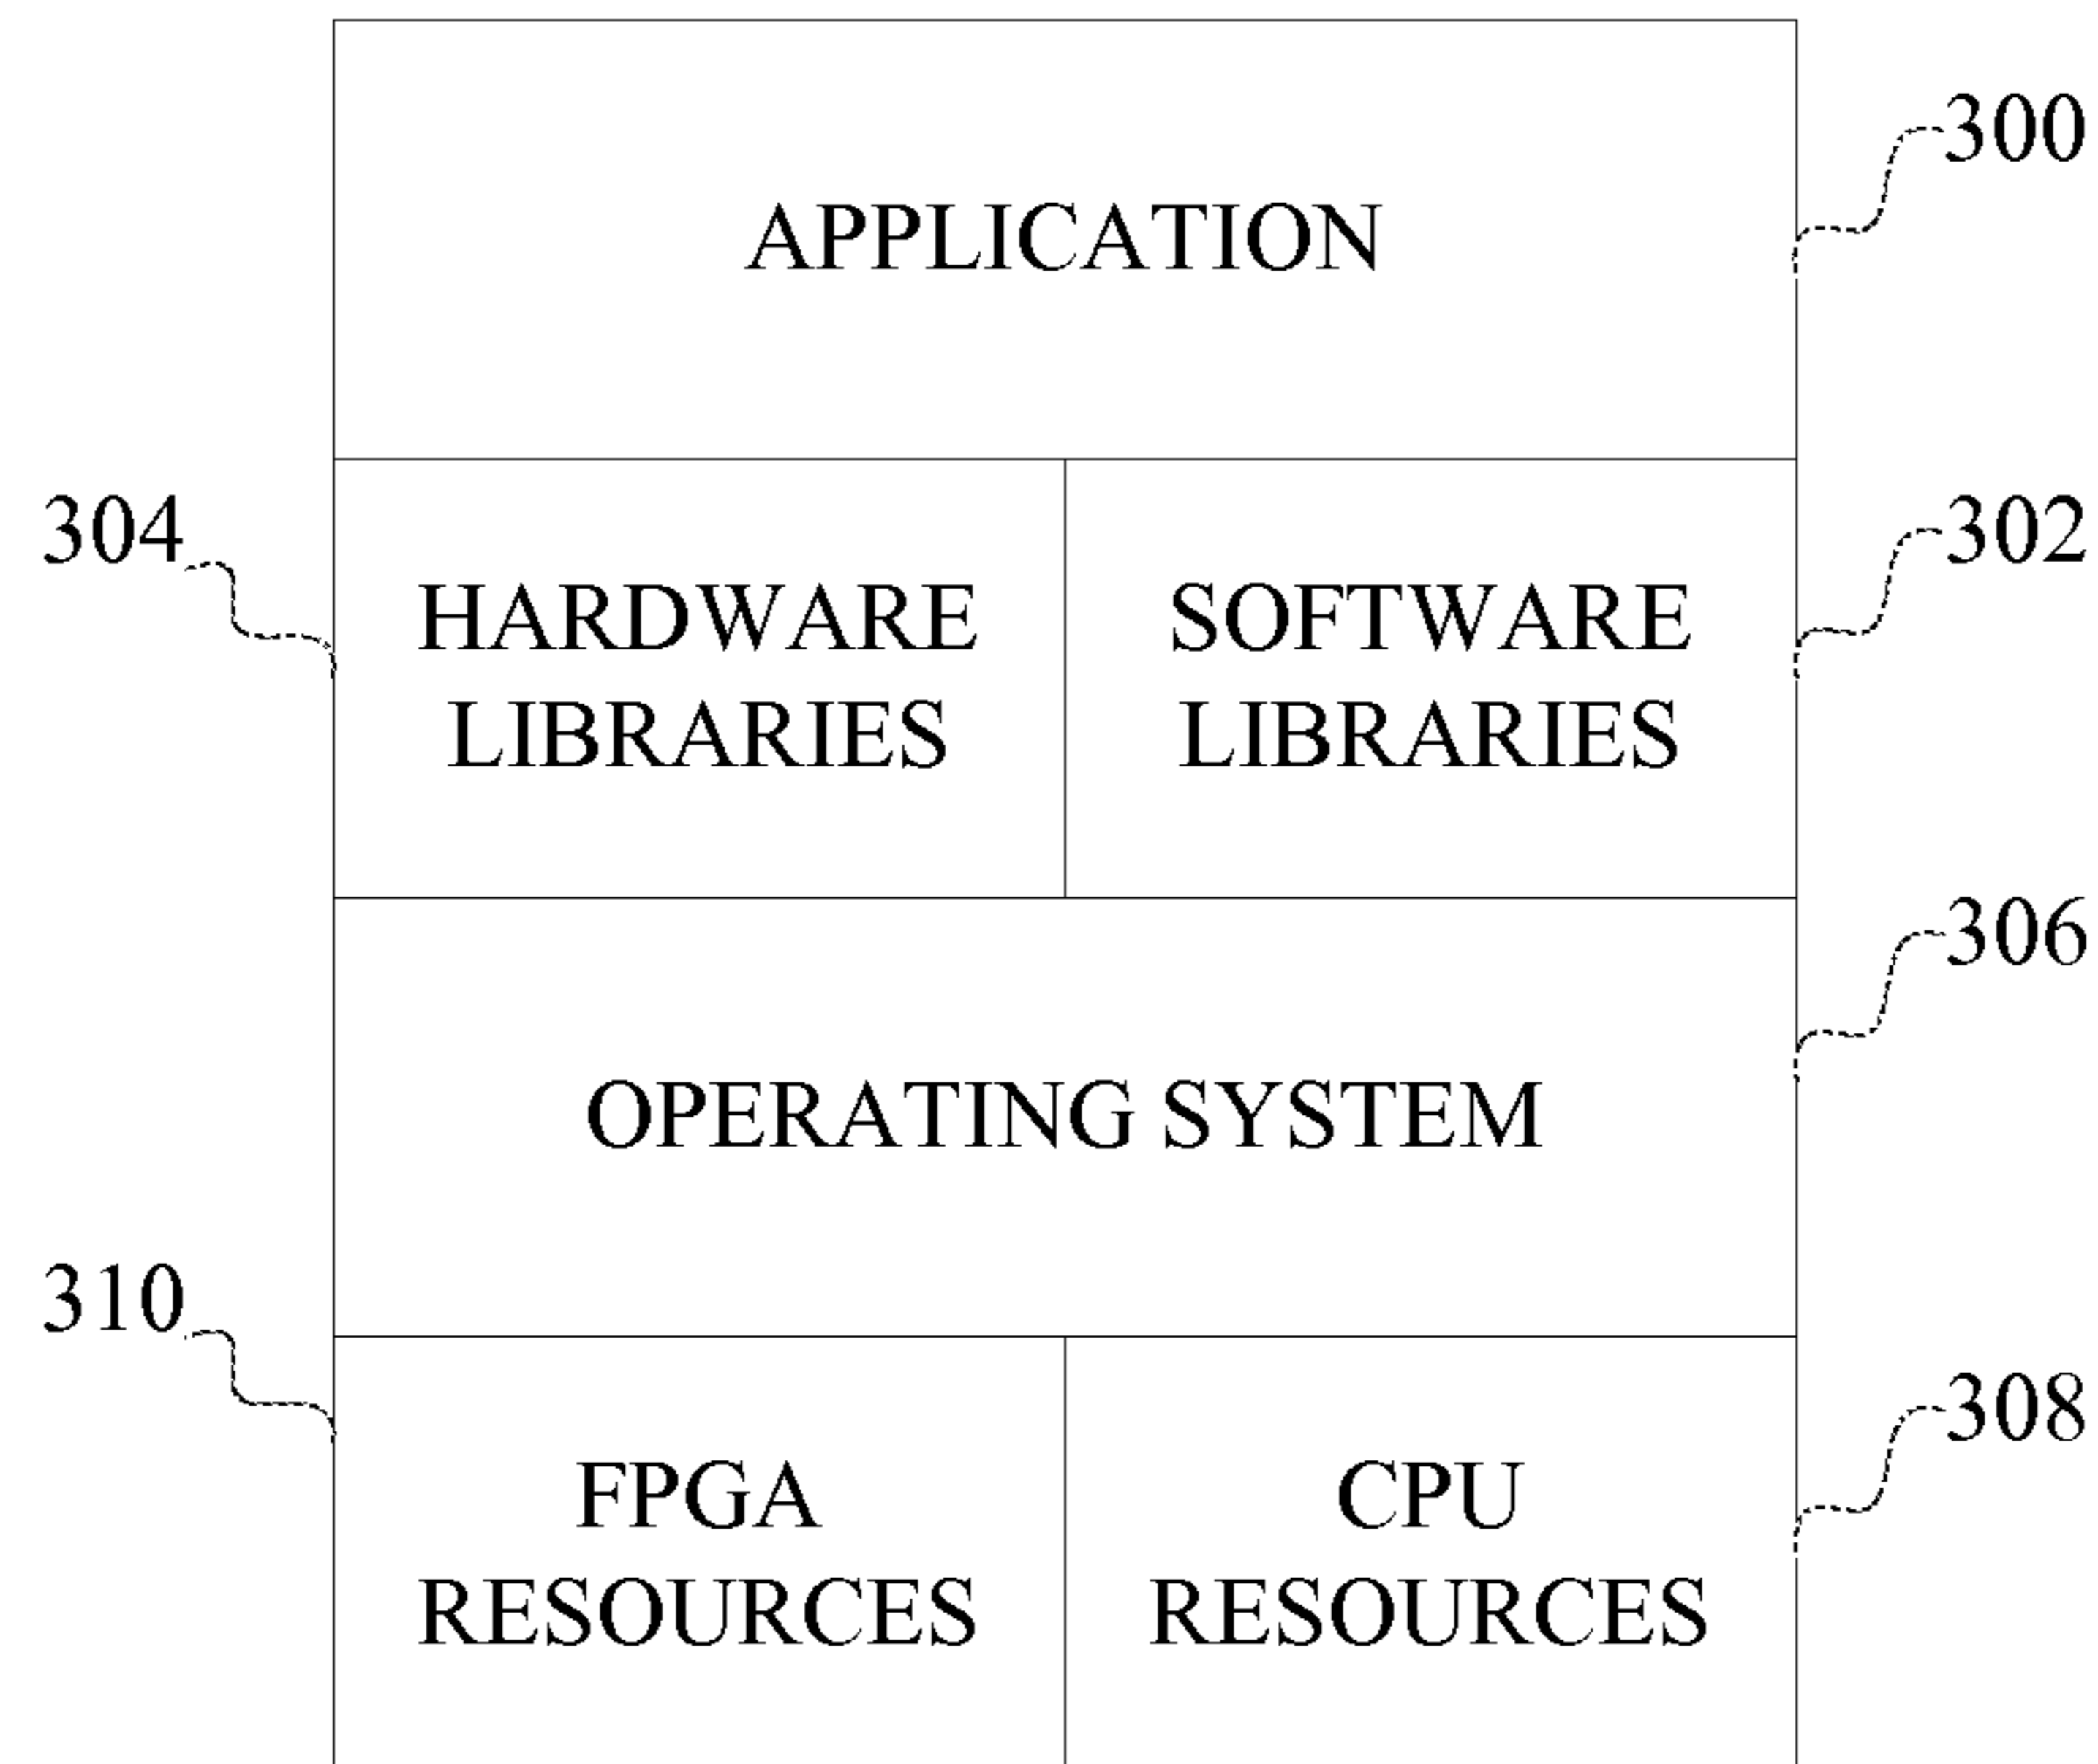 300
APPLICATION
304
302
HARDWARE
LIBRARIES
SOFTWARE
LIBRARIES
306
OPERATING SYSTEM
310
308
FPGA
RESOURCES
CPU
RESOURCES